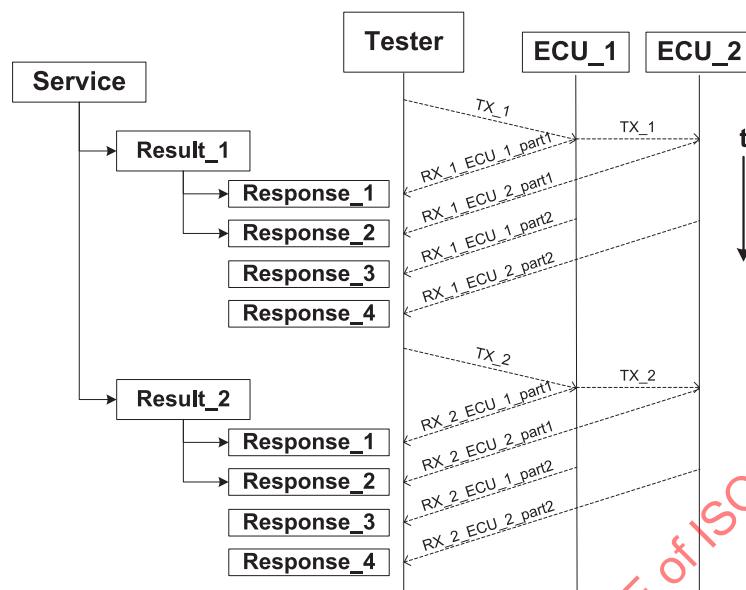 Tester
ECU_1
ECU_2
Service
TX_1
TX_1
t
Result_1
RX_1_ECU_1_part1
Response_1
RX_1_ECU_2_part1
Response_2
RX_1_ECU_1_part2
Response_3
RX_1_ECU_2_part2
Response_4
TX_2
TX_2
Result_2
RX_2_ECU_1_part1
Response_1
RX_2_ECU_2_part1
Response_2
RX_2_ECU_1_part2
Response_3
RX_2_ECU_2_part2
Response_4
of ISO